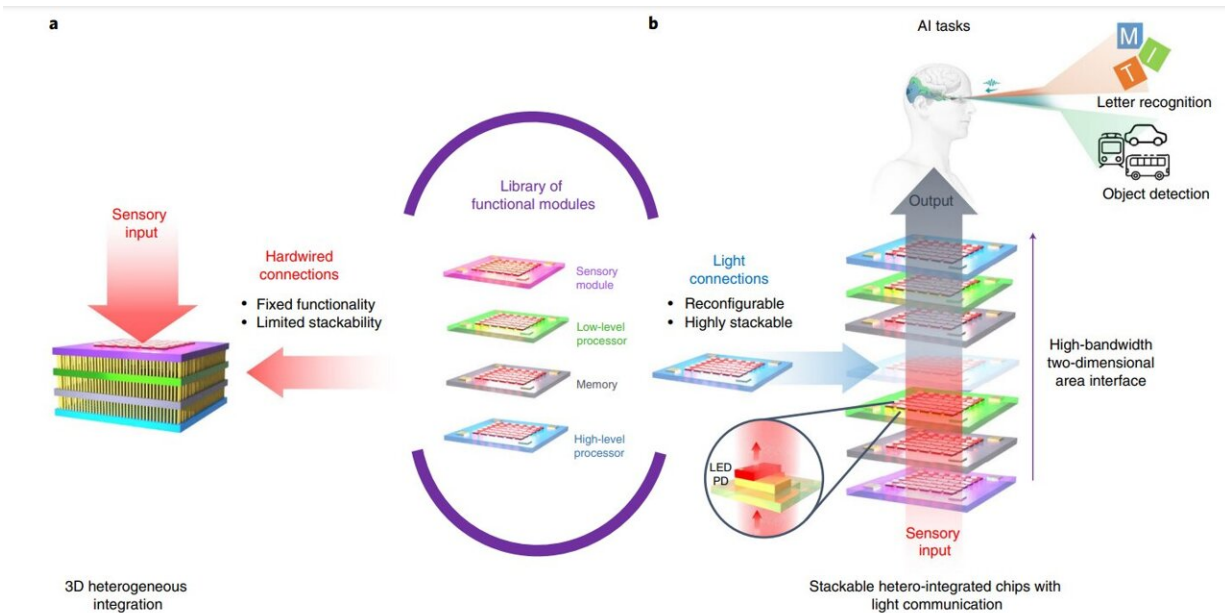 a
b
AI tasks
M
I
T
Letter recognition
Object detection
Library of
functional modules
Sensory
input
Hardwired
connections
• Fixed functionality
• Limited stackability
Sensory
module
Low-level
processor
Memory
High-level
processor
Light
connections
• Reconfigurable
• Highly stackable
Output
High-bandwidth
two-dimensional
area interface
LED
PD
Sensory
input
3D heterogeneous
integration
Stackable hetero-integrated chips with
light communication